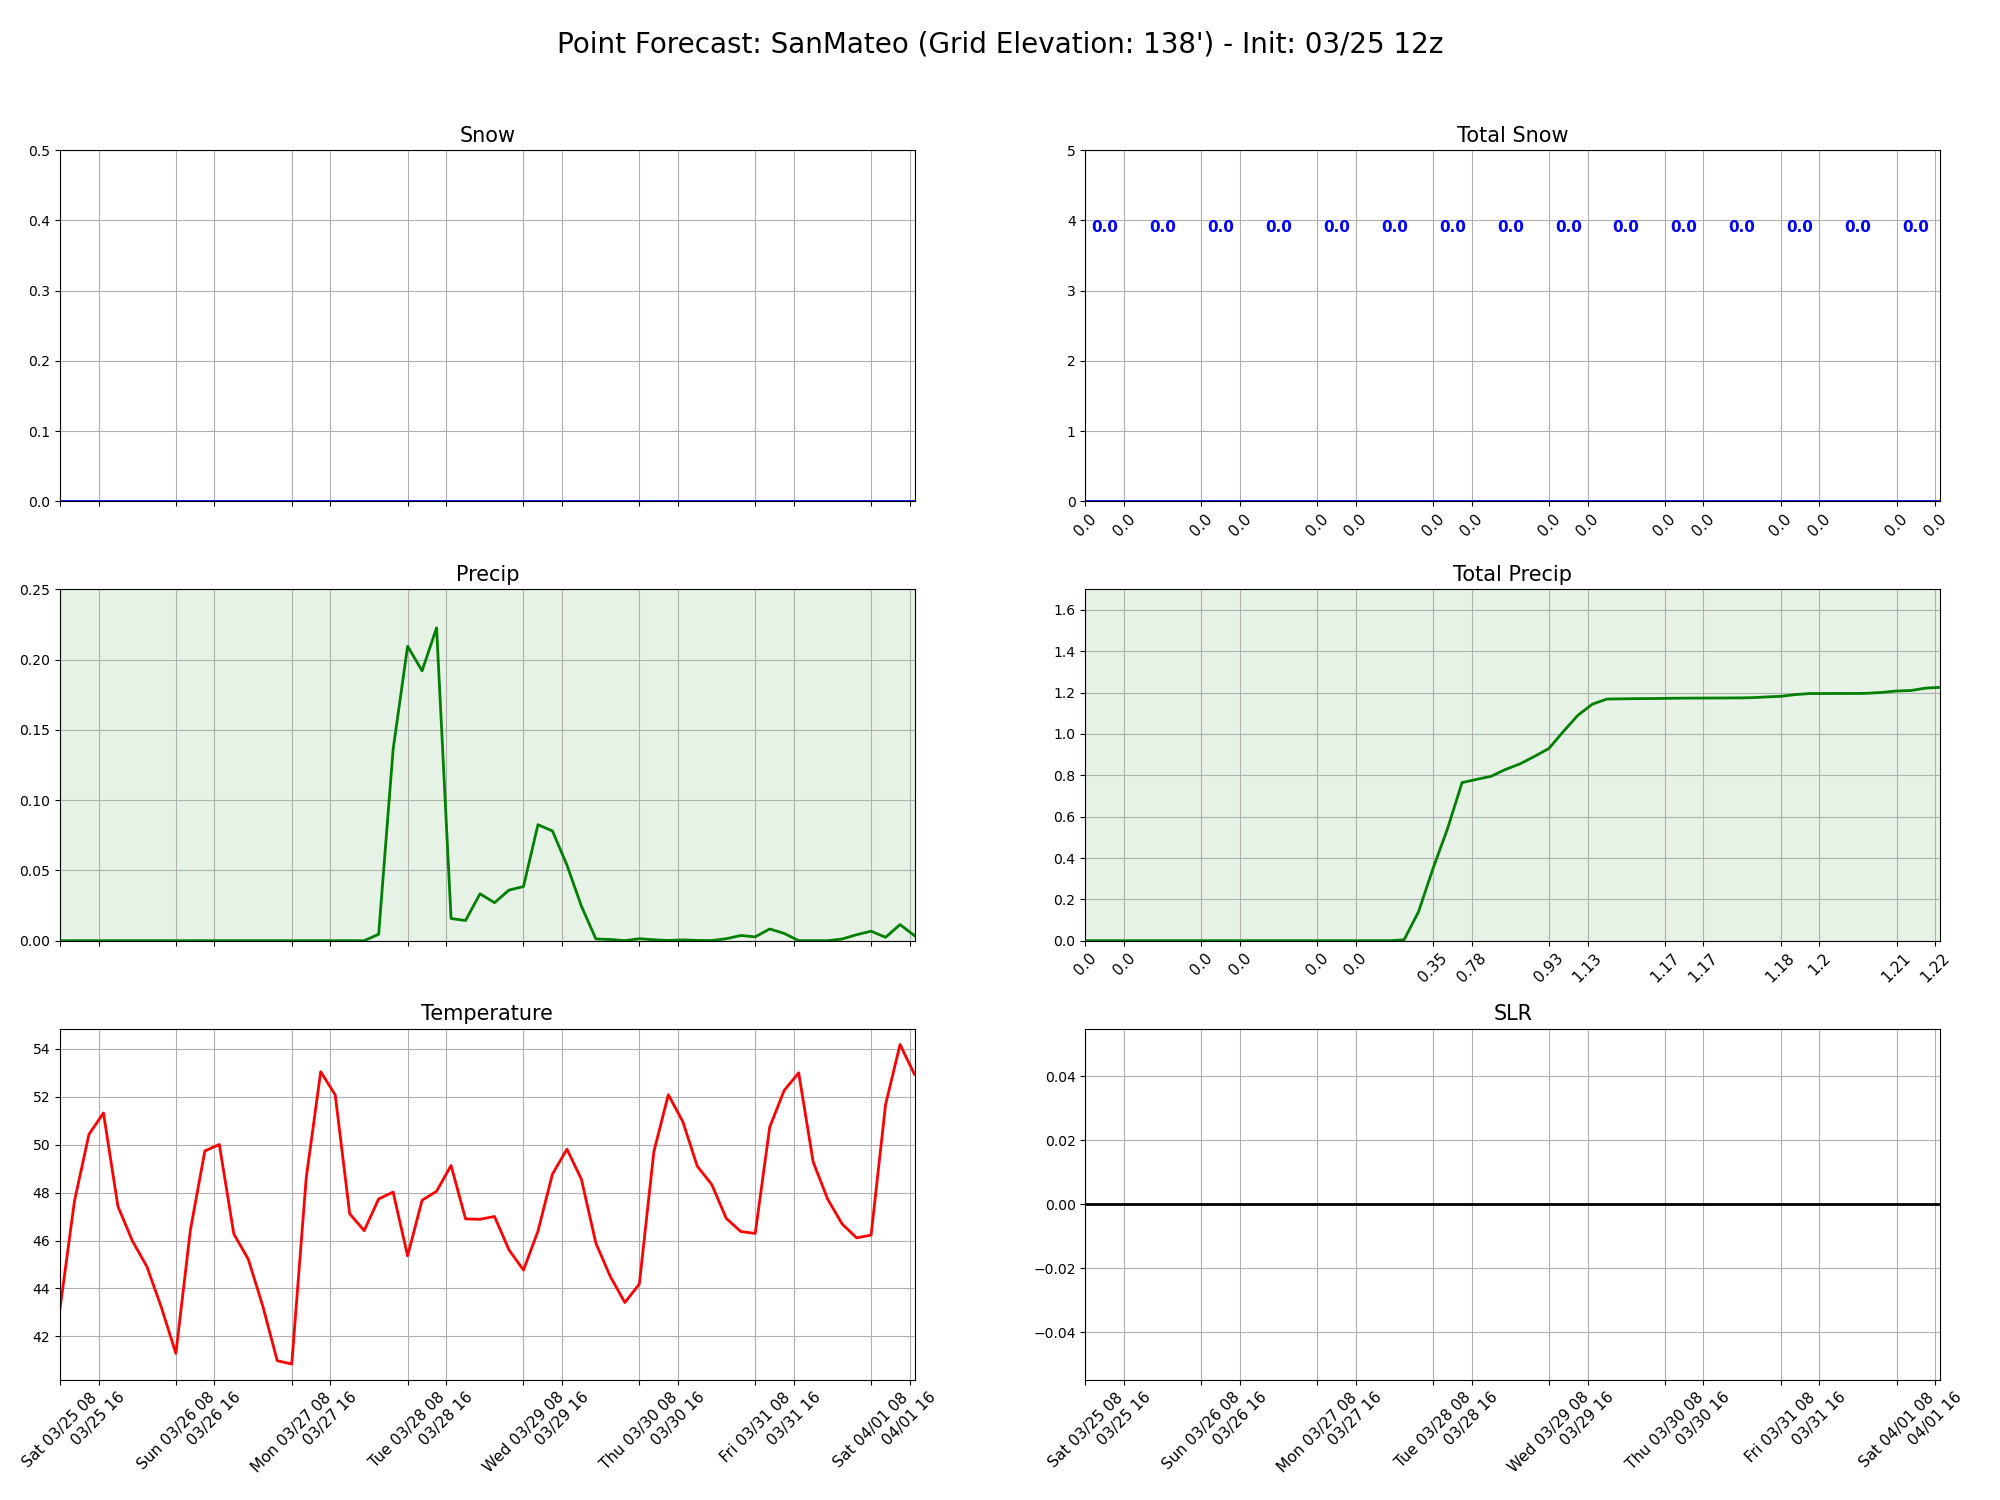 Point Forecast: SanMateo (Grid Elevation: 138') - Init: 03/25 12z
Snow
0.5
0.4
0.3
0.2
0.1
0.0
Total Snow
5
4
3
2
1
0
0.0 0.0 0.0 0.0 0.0 0.0 0.0 0.0 0.0 0.0 0.0 0.0 0.0 0.0 0.0
0.0 0.0 0.0 0.0 0.0 0.0 0.0 0.0 0.0 0.0 0.0 0.0 0.0 0.0 0.0 0.0
Precip
0.25
0.20
0.15
0.10
0.05
0.00
Total Precip
1.6
1.4
1.2
1.0
0.8
0.6
0.4
0.2
0.0
0.0 0.0 0.0 0.0 0.0 0.0 0.35 0.78 0.93 1.13 1.17 1.17 1.18 1.2 1.21 1.22
Temperature
54
52
50
48
46
44
42
Sat 03/25 08
03/25 16
Sun 03/26 08
03/26 16
Mon 03/27 08
03/27 16
Tue 03/28 08
03/28 16
Wed 03/29 08
03/29 16
Thu 03/30 08
03/30 16
Fri 03/31 08
03/31 16
Sat 04/01 08
04/01 16
SLR
0.04
0.02
0.00
−0.02
−0.04
Sat 03/25 08
03/25 16
Sun 03/26 08
03/26 16
Mon 03/27 08
03/27 16
Tue 03/28 08
03/28 16
Wed 03/29 08
03/29 16
Thu 03/30 08
03/30 16
Fri 03/31 08
03/31 16
Sat 04/01 08
04/01 16